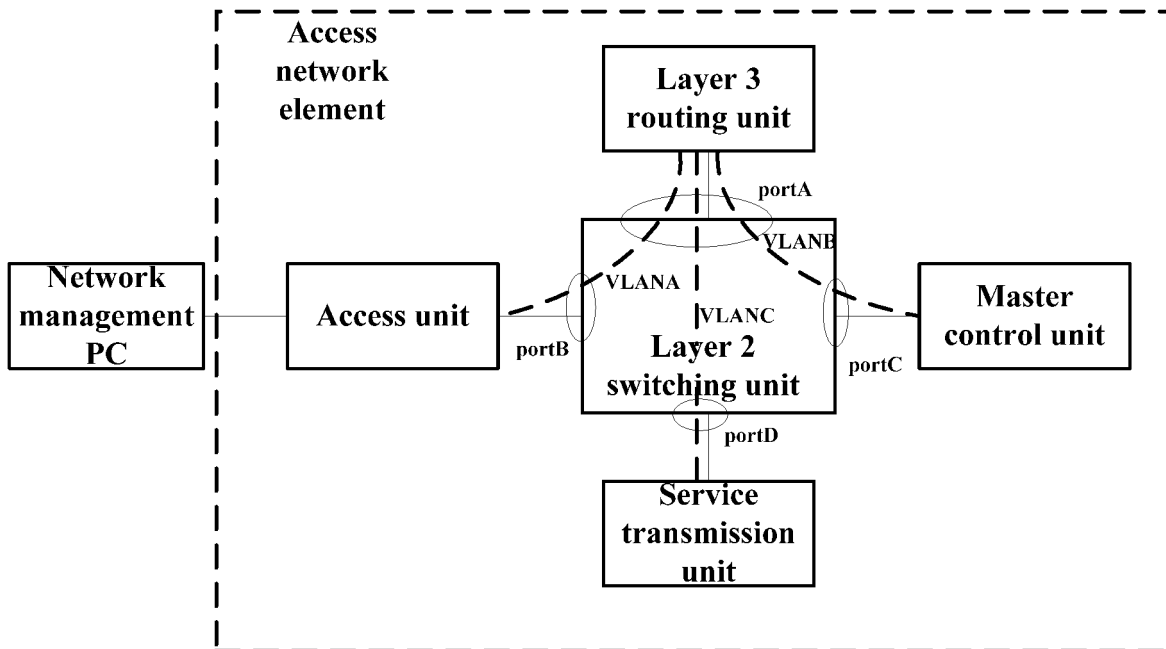 Access
network
element
Layer 3
routing unit
portA
VLANB
VLANA
Network
management
PC
Access unit
Master
control unit
VLANC
portB
Layer 2
switching unit
portC
portD
Service
transmission
unit